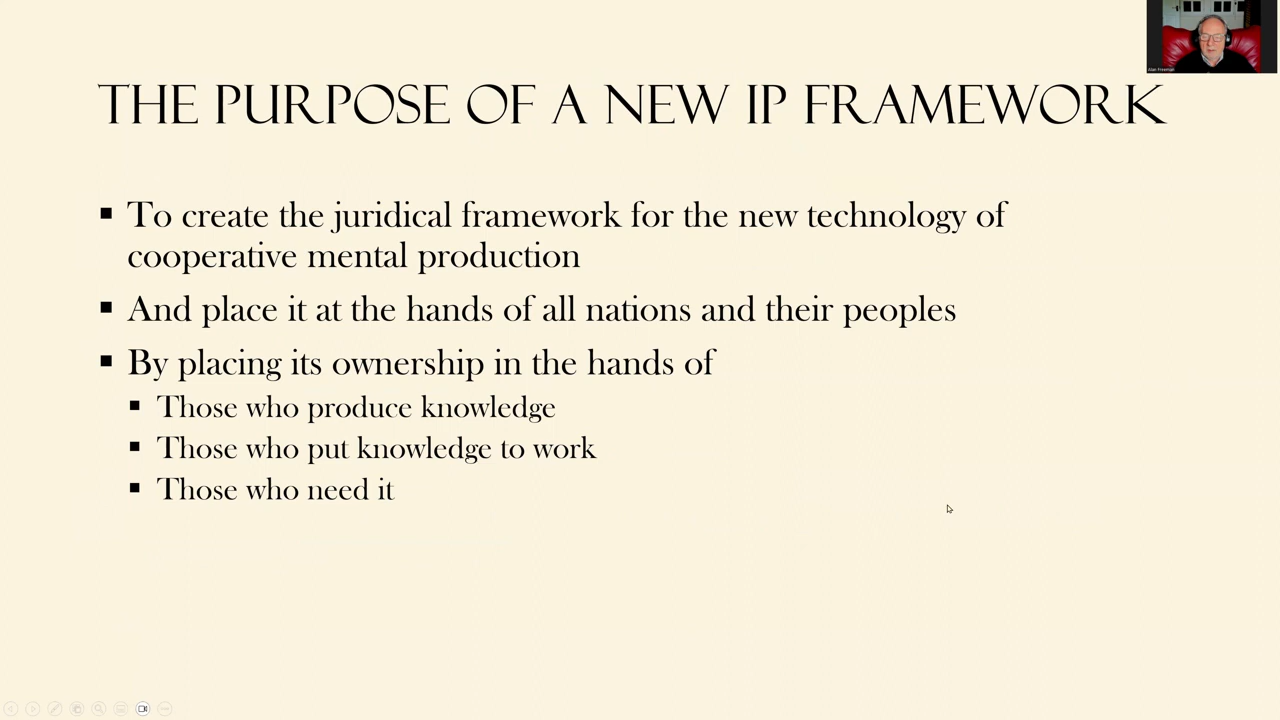 THE PURPOSE OF A NEW IP FRAMEWORK
▪ To create the juridical framework for the new technology of
cooperative mental production
▪ And place it at the hands of all nations and their peoples
▪ By placing its ownership in the hands of
▪ Those who produce knowledge
▪ Those who put knowledge to work
▪ Those who need it
Alan Freeman